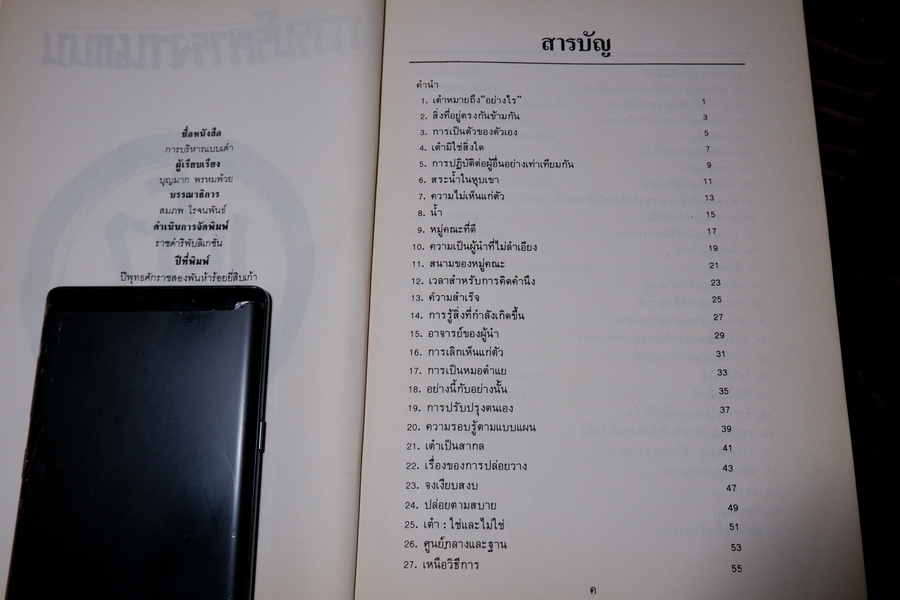 ชื่อหนังสือ
การบริหารแบบเต๋า
ผู้เรียบเรียง
บุญมาก พรหมพ้วย
บรรณาธิการ
สมภพ โรจนพันธ์
ดำเนินการจัดพิมพ์
ราชดำริพับลิเกชั่น
ปีที่พิมพ์
ปีพุทธศักราชสองพันห้าร้อยยี่สิบเก้า
สารบัญ
คำนำ
1. เต๋าหมายถึง"อย่างไร" 1
2. สิ่งที่อยู่ตรงกันข้ามกัน 3
3. การเป็นตัวของตัวเอง 5
4. เต๋ามิใช่สิ่งใด 7
5. การปฏิบัติต่อผู้อื่นอย่างเท่าเทียมกัน 9
6. สระน้ำในหุบเขา 11
7. ความไม่เห็นแก่ตัว 13
8. น้ำ 15
9. หมู่คณะที่ดี 17
10. ความเป็นผู้นำที่ไม่ลำเอียง 19
11. สนามของหมู่คณะ 21
12. เวลาสำหรับการคิดคำนึง 23
13. ความสำเร็จ 25
14. การรู้สิ่งที่กำลังเกิดขึ้น 27
15. อาจารย์ของผู้นำ 29
16. การเลิกเห็นแก่ตัว 31
17. การเป็นหมอตำแย 33
18. อย่างนี้กับอย่างนั้น 35
19. การปรับปรุงตนเอง 37
20. ความรอบรู้ตามแบบแผน 39
21. เต๋าเป็นสากล 41
22. เรื่องของการปล่อยวาง 43
23. จงเงียบสงบ 47
24. ปล่อยตามสบาย 49
25. เต๋า : ใช่และไม่ใช่ 51
26. ศูนย์กลางและฐาน 53
27. เหนือวิธีการ 55
ค